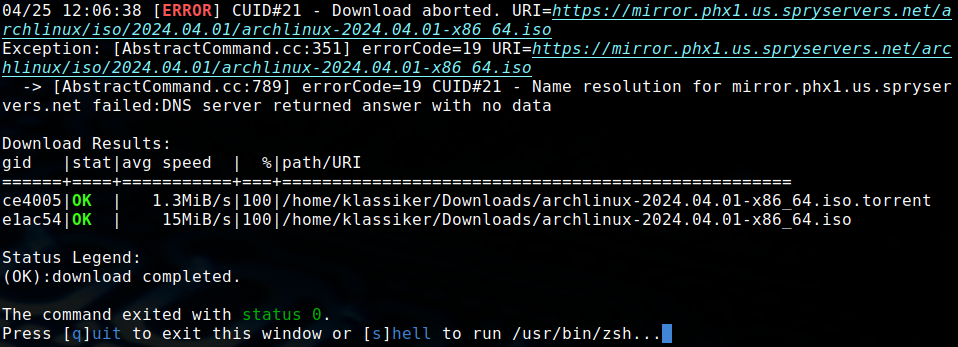 04/25 12:06:38 [ERROR] CUID#21 - Download aborted. URI=https://mirror.phx1.us.spryservers.net/a
rchlinux/iso/2024.04.01/archlinux-2024.04.01-x86_64.iso
Exception: [AbstractCommand.cc:351] errorCode=19 URI=https://mirror.phx1.us.spryservers.net/arc
hlinux/iso/2024.04.01/archlinux-2024.04.01-x86_64.iso
  -> [AbstractCommand.cc:789] errorCode=19 CUID#21 - Name resolution for mirror.phx1.us.spryser
vers.net failed:DNS server returned answer with no data

Download Results:
gid   |stat|avg speed  |  %|path/URI
======+====+===========+===+===================================================
ce4005|OK  |   1.3MiB/s|100|/home/klassiker/Downloads/archlinux-2024.04.01-x86_64.iso.torrent
e1ac54|OK  |    15MiB/s|100|/home/klassiker/Downloads/archlinux-2024.04.01-x86_64.iso

Status Legend:
(OK):download completed.

The command exited with status 0.
Press [q]uit to exit this window or [s]hell to run /usr/bin/zsh...